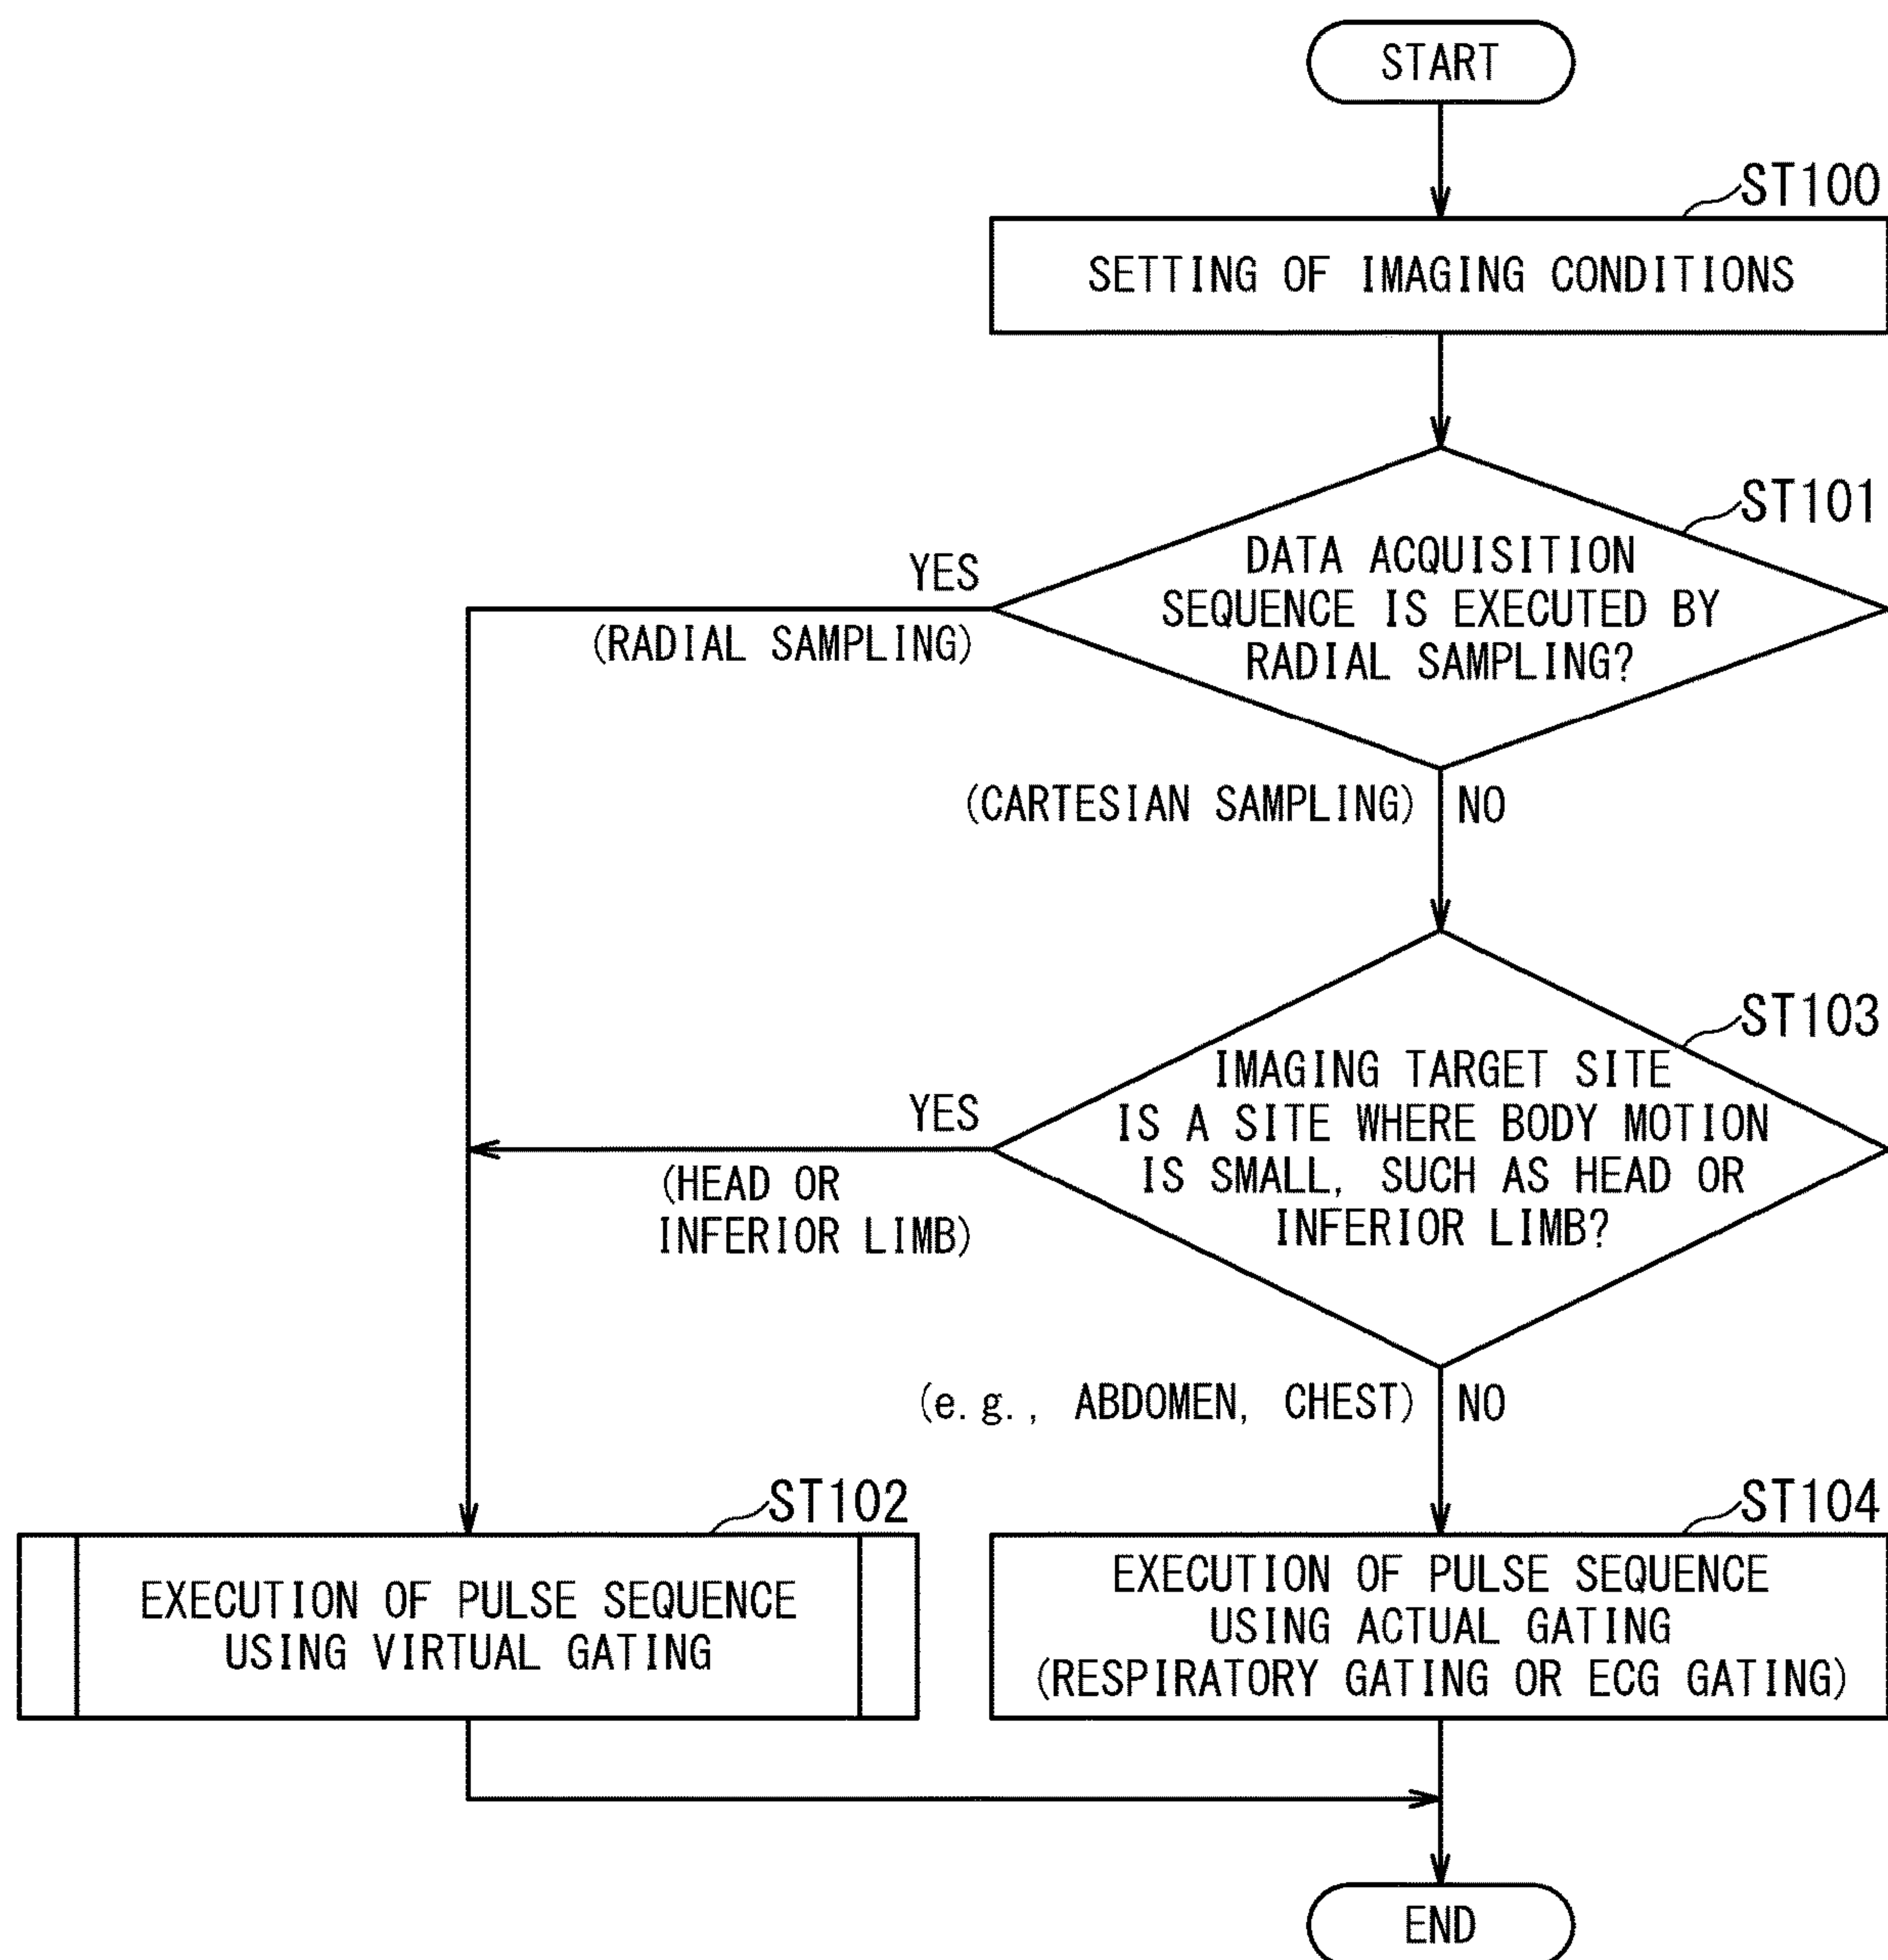 START
ST100
SETTING OF IMAGING CONDITIONS
ST101
DATA ACQUISITION
SEQUENCE IS EXECUTED BY
RADIAL SAMPLING?
YES
(RADIAL SAMPLING)
(CARTESIAN SAMPLING) NO
ST103
IMAGING TARGET SITE
IS A SITE WHERE BODY MOTION
IS SMALL, SUCH AS HEAD OR
INFERIOR LIMB?
YES
(HEAD OR
INFERIOR LIMB)
(e.g., ABDOMEN, CHEST) NO
ST102
EXECUTION OF PULSE SEQUENCE
USING VIRTUAL GATING
ST104
EXECUTION OF PULSE SEQUENCE
USING ACTUAL GATING
(RESPIRATORY GATING OR ECG GATING)
END